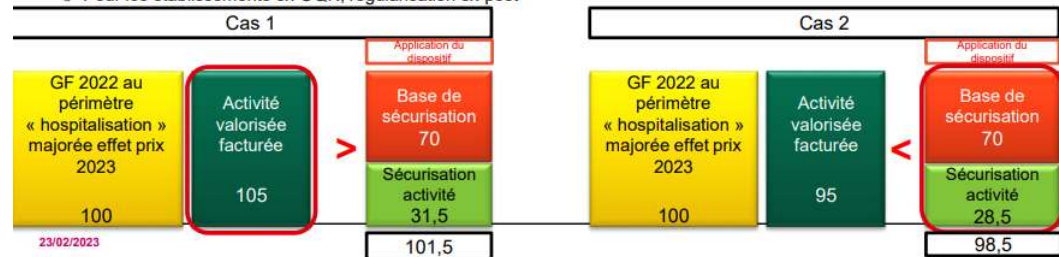 Cas 1
Application du
dispositif
GF 2022 au
périmètre
« hospitalisation »
majorée effet prix
2023
100
Activité
valorisée
facturée
105
>
Base de
sécurisation
70
Sécurisation
activité
31,5
101,5
23/02/2023
Cas 2
Application du
dispositif
GF 2022 au
périmètre
« hospitalisation »
majorée effet prix
2023
100
Activité
valorisée
facturée
95
<
Base de
sécurisation
70
Sécurisation
activité
28,5
98,5